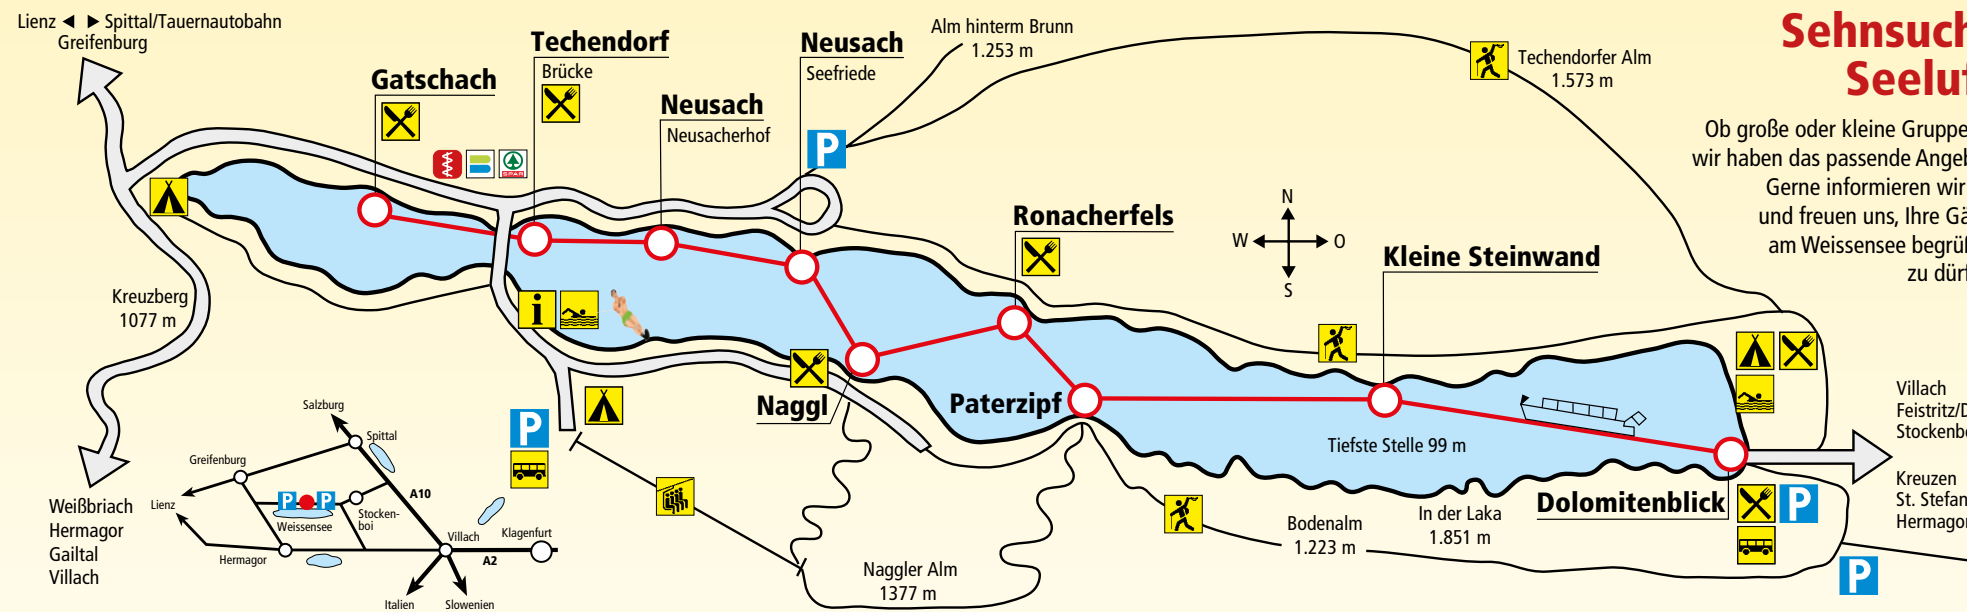 Lienz ◄ ► Spittal/Tauernautobahn
Greifenburg
Gatschach
Techendorf
Brücke
Neusach
Neusacherhof
Neusach
Seefriede
Alm hinterm Brunn
1.253 m
Techendorfer Alm
1.573 m
P
SPAR
Ronacherfels
N
W
O
S
Kleine Steinwand
Kreuzberg
1077 m
i
Naggl
Paterzipf
Tiefste Stelle 99 m
Dolomitenblick
In der Laka
1.851 m
Bodenalm
1.223 m
Naggler Alm
1377 m
P
P
P
Weißbriach
Hermagor
Gailtal
Villach
Salzburg
Spittal
Greifenburg
Lienz
P
P
A10
Weissensee
Stocken-
boi
Hermagor
Villach
Klagenfurt
A2
Italien
Slowenien
Sehnsuch
Seeluf
Ob große oder kleine Gruppe
wir haben das passende Angeb
Gerne informieren wir
und freuen uns, Ihre Gä
am Weissensee begrüß
zu dürf
Villach
Feistritz/D
Stockenbo
Kreuzen
St. Stefan
Hermagor